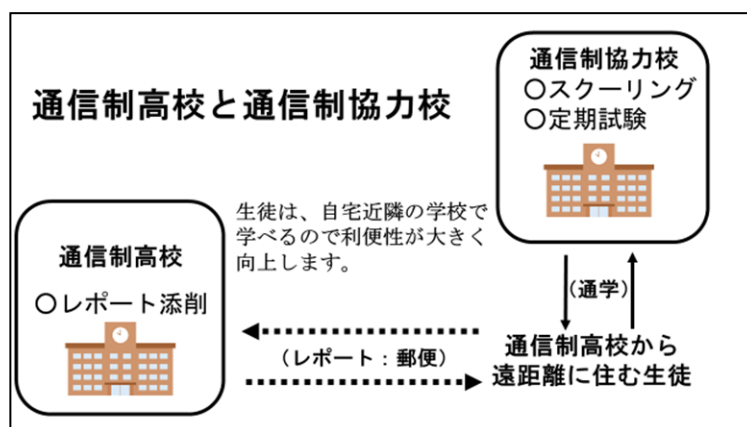 通信制高校と通信制協力校
通信制協力校
○スクーリング
○定期試験
生徒は、自宅近隣の学校で
学べるので利便性が大きく
向上します。
通信制高校
○レポート添削
(通学)
(レポート：郵便)
通信制高校から
遠距離に住む生徒